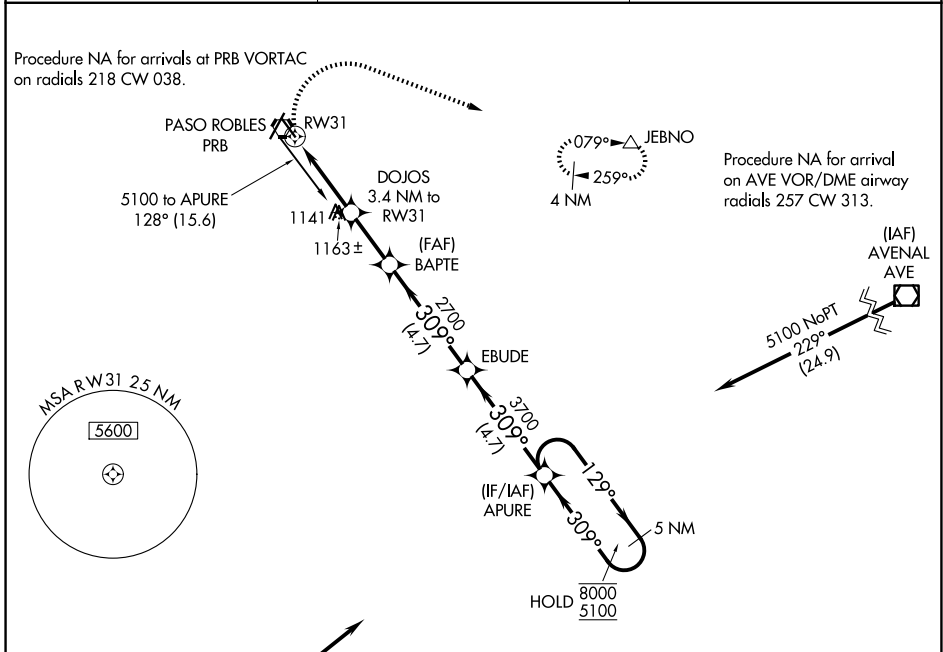 Procedure NA for arrivals at PRB VORTAC
on radials 218 CW 038.
PASO ROBLES
PRB
RW31
079°
JEBNO
259°
4 NM
Procedure NA for arrival
on AVE VOR/DME airway
radials 257 CW 313.
5100 to APURE
128° (15.6)
DOJOS
3.4 NM to
RW31
1141
1163±
(FAF)
BAPTE
(IAF)
AVENAL
AVE
5100 NoPT
229°
(24.9)
2700
309°
(4.7)
EBUDE
MSA RW31 25 NM
5600
3700
309°
(4.7)
(IF/IAF)
APURE
129°
309°
5 NM
HOLD
8000
5100